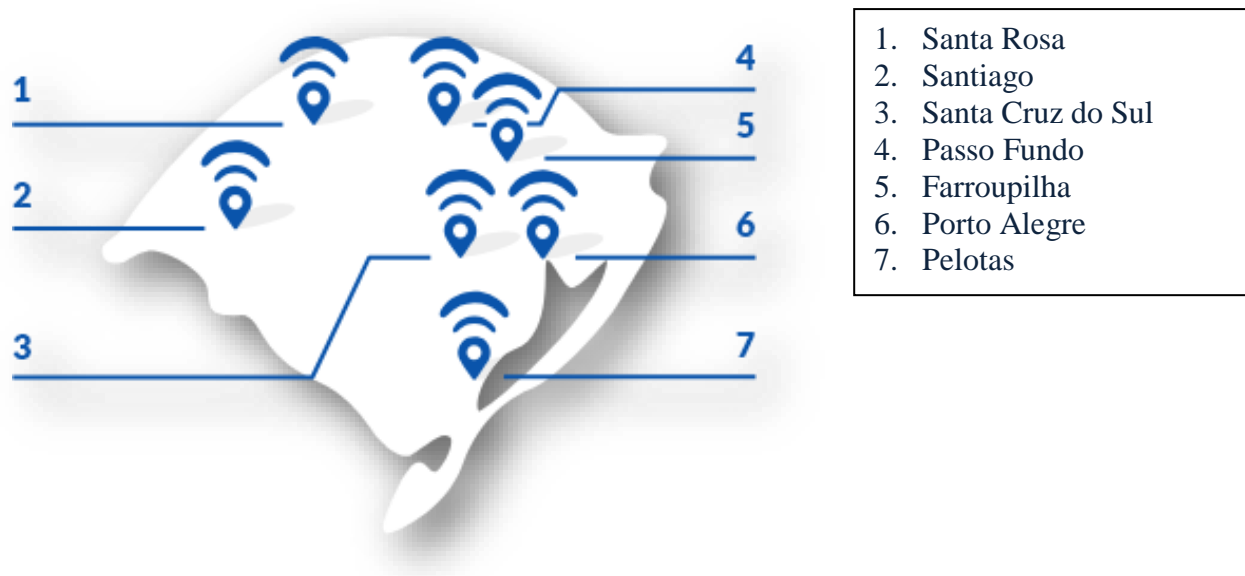 1
2
3
4
5
6
7
1. Santa Rosa
2. Santiago
3. Santa Cruz do Sul
4. Passo Fundo
5. Farroupilha
6. Porto Alegre
7. Pelotas